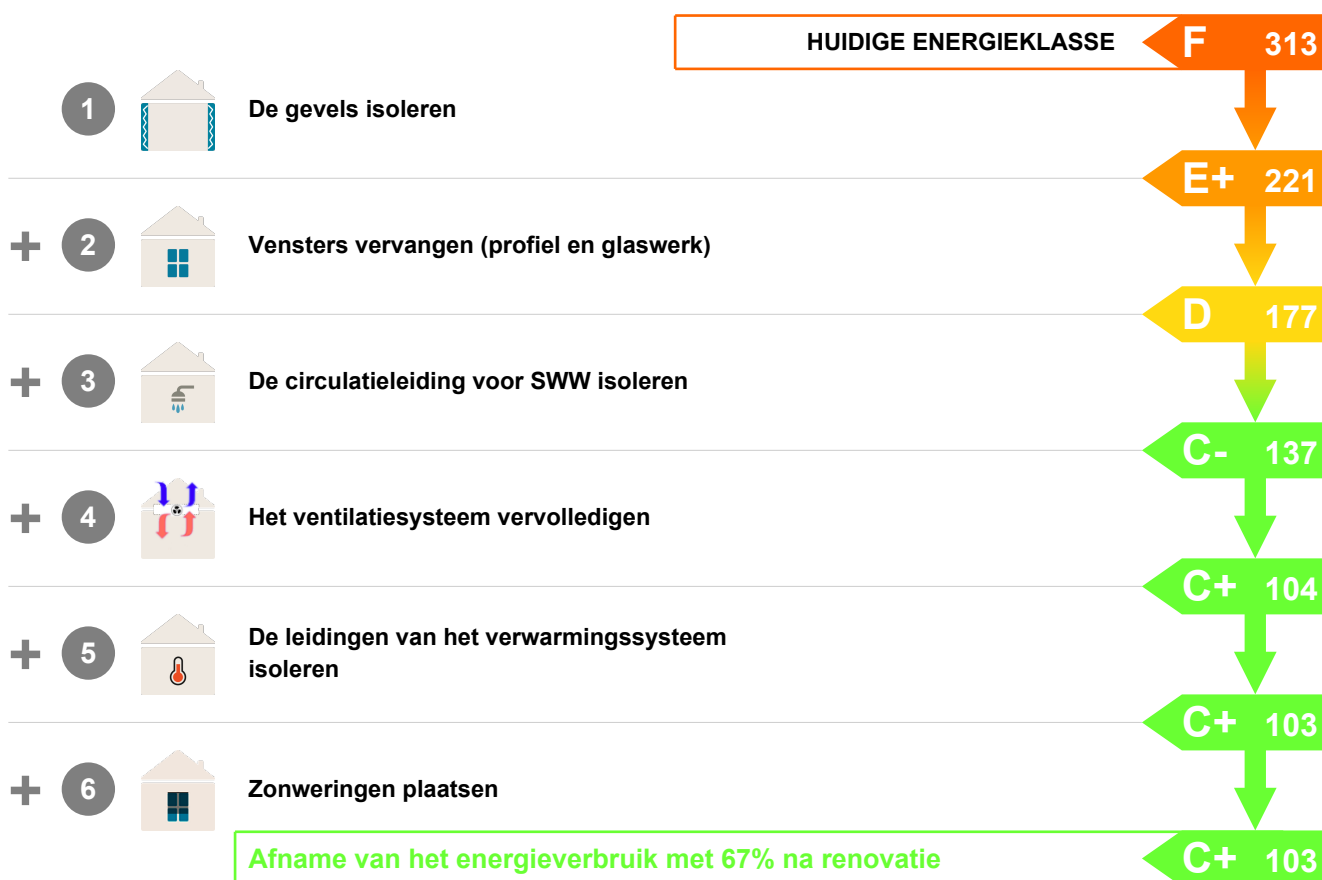 HUIDIGE ENERGIEKLASSE F 313
1 De gevels isoleren
E+ 221
+ 2 Vensters vervangen (profiel en glaswerk)
D 177
+ 3 De circulatieleiding voor SWW isoleren
C- 137
+ 4 Het ventilatiesysteem vervolledigen
C+ 104
+ 5 De leidingen van het verwarmingssysteem
isoleren
C+ 103
+ 6 Zonweringen plaatsen
Afname van het energieverbruik met 67% na renovatie C+ 103